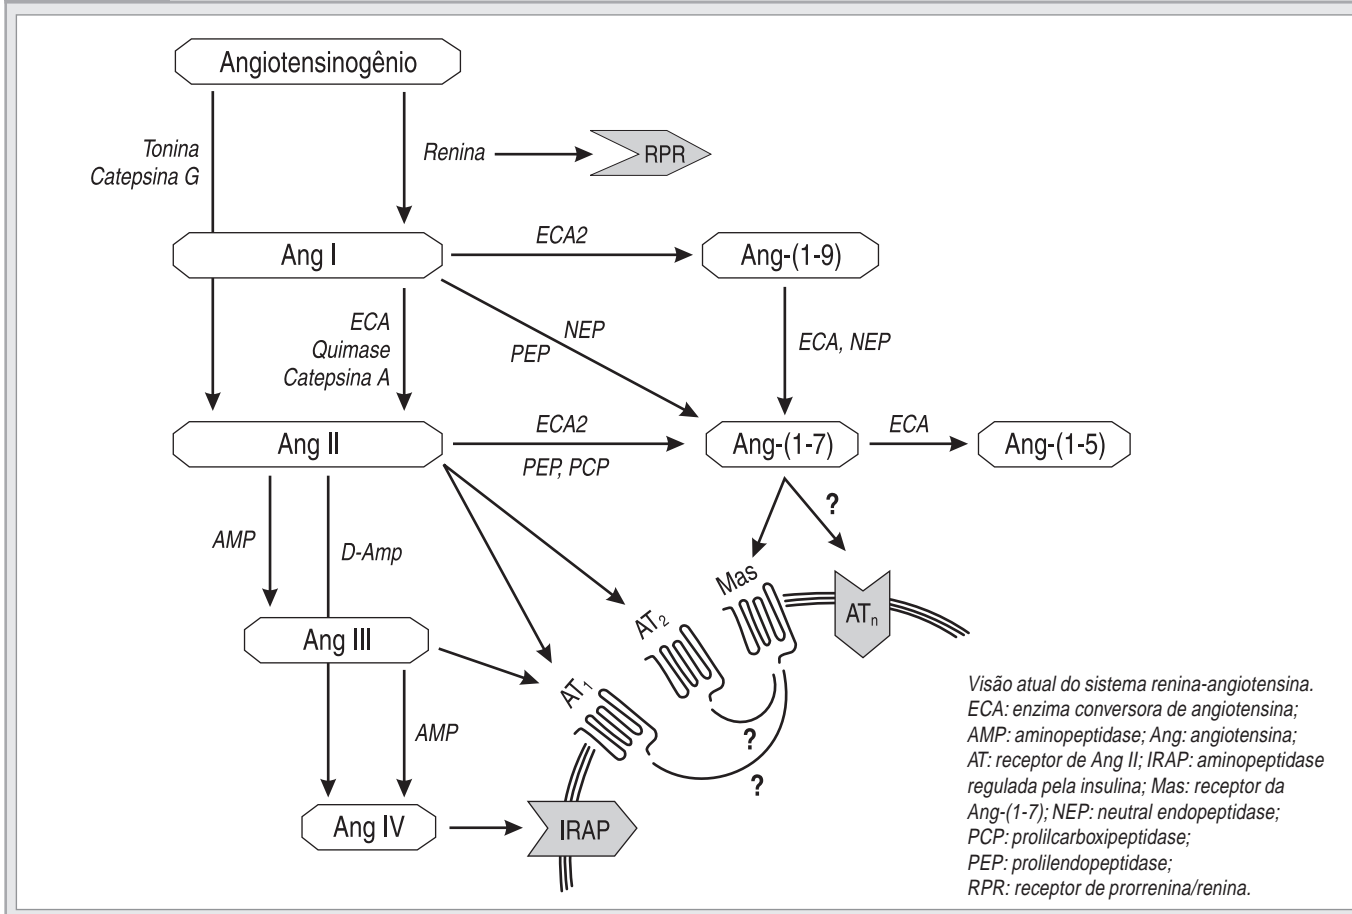 Angiotensinogênio
Tonina
Catepsina G
Renina
RPR
Ang I
ECA2
Ang-(1-9)
ECA
Quimase
Catepsina A
NEP
PEP
ECA, NEP
Ang II
ECA2
PEP, PCP
Ang-(1-7)
ECA
Ang-(1-5)
AMP
D-Amp
?
Mas
AT₂
ATₙ
Ang III
AT₁
AMP
?
?
Ang IV
IRAP
Visão atual do sistema renina-angiotensina.
ECA: enzima conversora de angiotensina;
AMP: aminopeptidase; Ang: angiotensina;
AT: receptor de Ang II; IRAP: aminopeptidase
regulada pela insulina; Mas: receptor da
Ang-(1-7); NEP: neutral endopeptidase;
PCP: prolilcarboxipeptidase;
PEP: prolilendopeptidase;
RPR: receptor de prorrenina/renina.